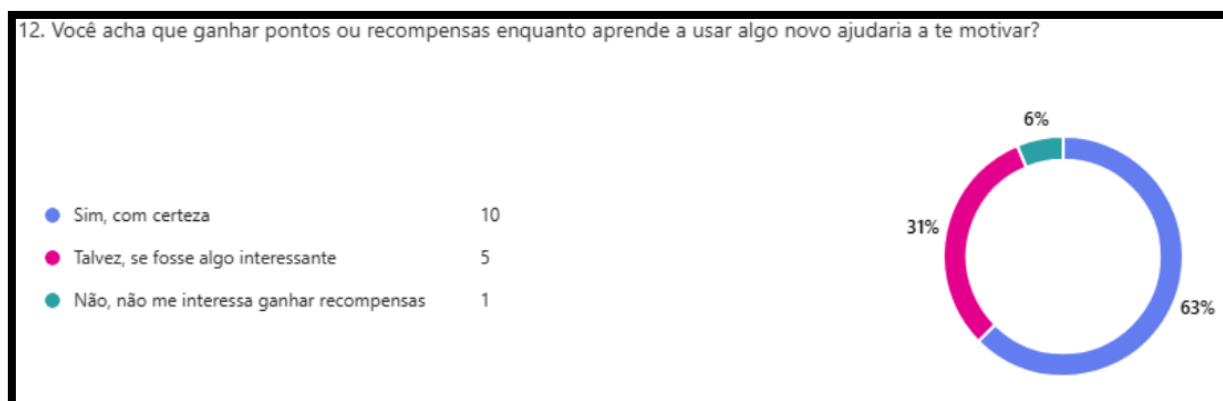 12. Você acha que ganhar pontos ou recompensas enquanto aprende a usar algo novo ajudaria a te motivar?
Sim, com certeza 10
Talvez, se fosse algo interessante 5
Não, não me interessa ganhar recompensas 1
6%
31%
63%